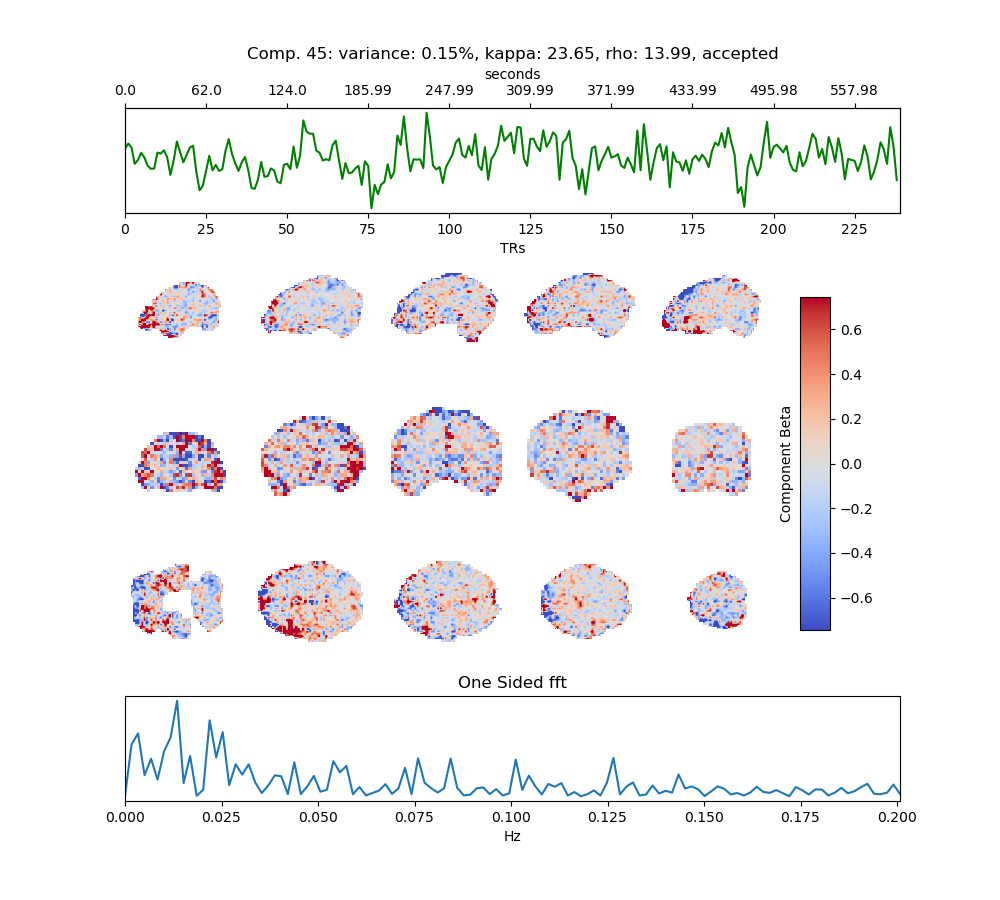 Comp. 45: variance: 0.15%, kappa: 23.65, rho: 13.99, accepted
seconds
0.0 62.0 124.0 185.99 247.99 309.99 371.99 433.99 495.98 557.98
0 25 50 75 100 125 150 175 200 225
TRs
0.6
0.4
0.2
0.0
−0.2
−0.4
−0.6
Component Beta
One Sided fft
0.000 0.025 0.050 0.075 0.100 0.125 0.150 0.175 0.200
Hz